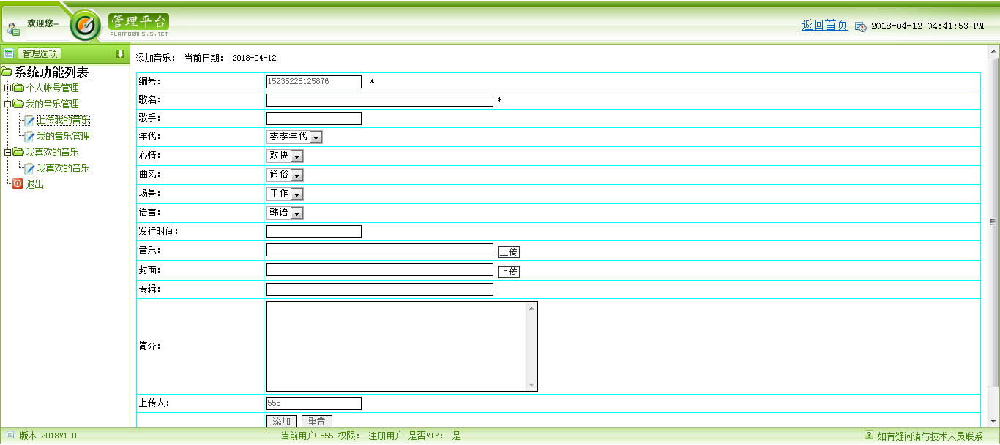 欢迎您-
管理平台
PLATFORM SYSYTEM
返回首页 2018-04-12 04:41:53 PM
管理选项
系统功能列表
个人帐号管理
我的音乐管理
上传我的音乐
我的音乐管理
我喜欢的音乐
我喜欢的音乐
退出
添加音乐: 当前日期: 2018-04-12
编号: 15235225125876 *
歌名: *
歌手:
年代: 零零年代
心情: 欢快
曲风: 通俗
场景: 工作
语言: 韩语
发行时间:
音乐: 上传
封面: 上传
专辑:
简介:
上传人: 555
添加 重置
版本 2018V1.0 当前用户:555 权限: 注册用户 是否VIP: 是 如有疑问请与技术人员联系